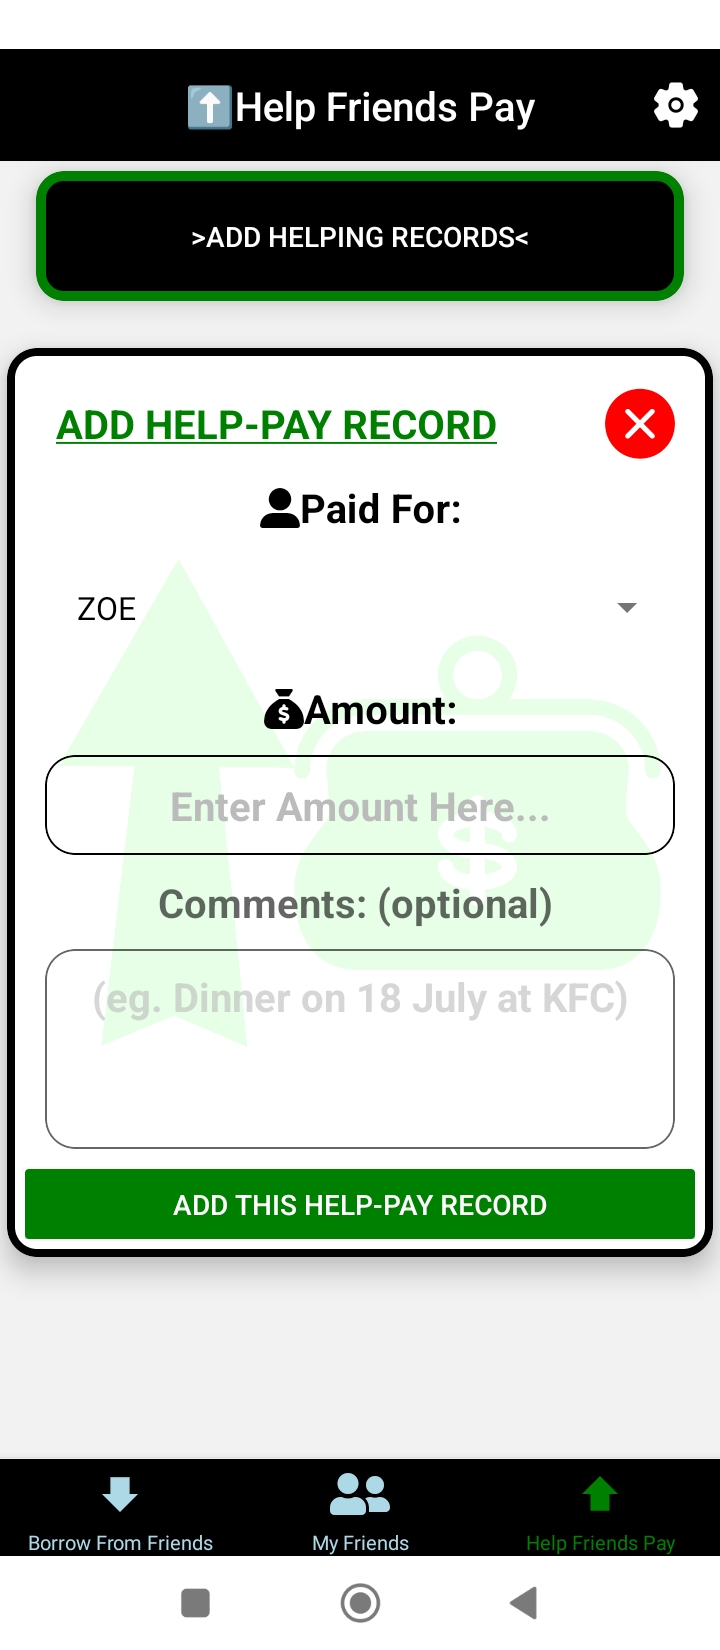 Help Friends Pay
>ADD HELPING RECORDS<
ADD HELP-PAY RECORD
Paid For:
ZOE
Amount:
Enter Amount Here...
Comments: (optional)
(eg. Dinner on 18 July at KFC)
ADD THIS HELP-PAY RECORD
Borrow From Friends
My Friends
Help Friends Pay